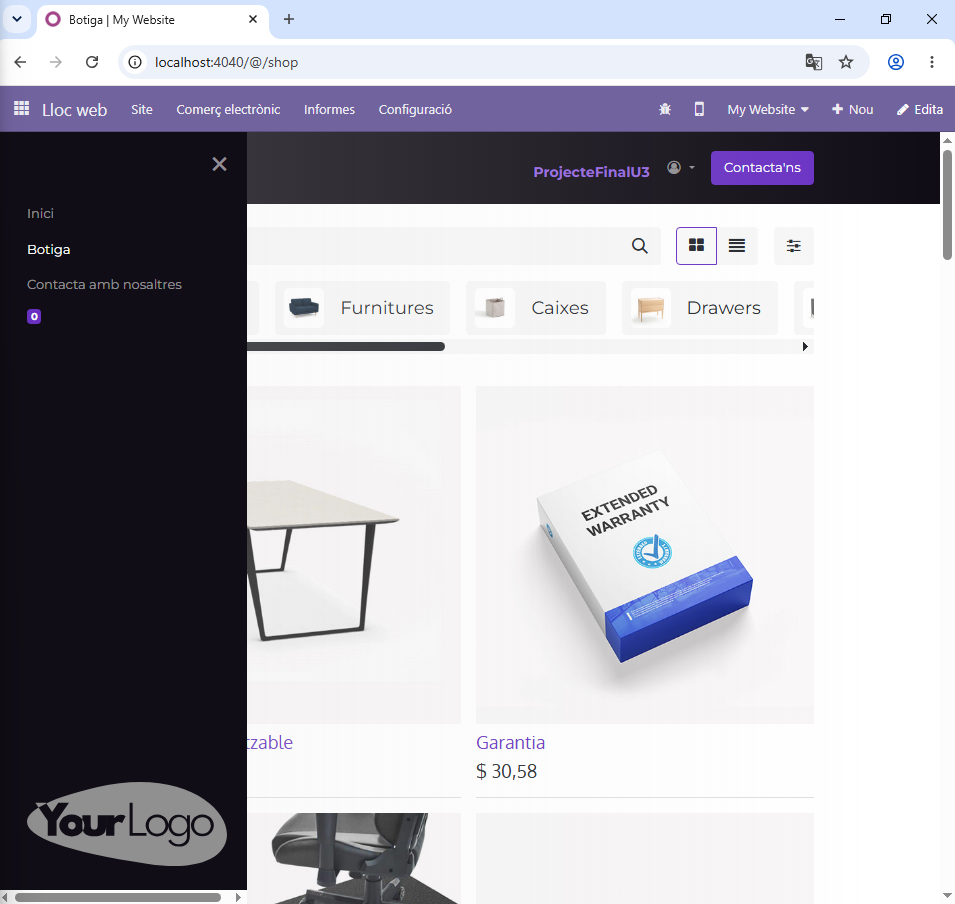 Botiga | My Website
localhost:4040/@/shop
Lloc web Site Comerç electrònic Informes Configuració My Website Nou Edita
ProjecteFinalU3 Contacta'ns
Inici
Botiga
Contacta amb nosaltres
0
Furnitures Caixes Drawers
EXTENDED
WARRANTY
tzable Garantia
$ 30,58
YourLogo